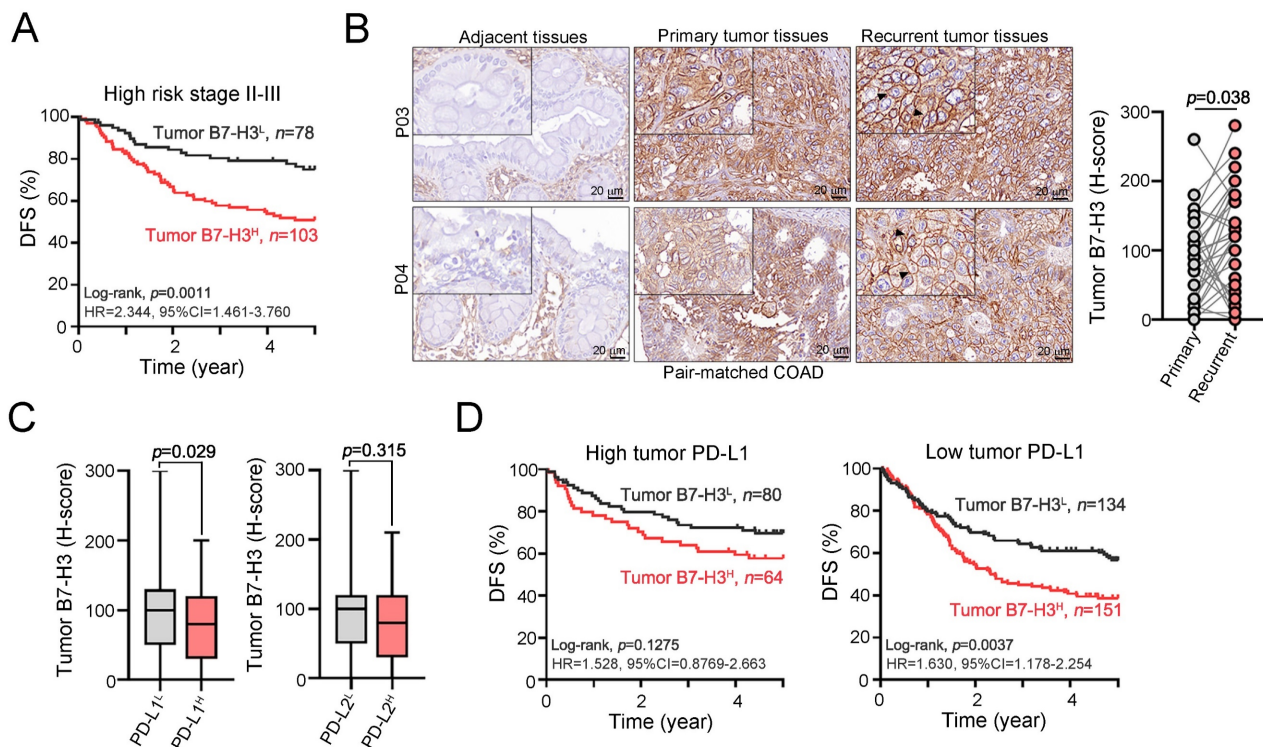 A
High risk stage II-III
100
80
60
40
20
0
DFS (%)
Tumor B7-H3ᴸ, n=78
Tumor B7-H3ᴴ, n=103
Log-rank, p=0.0011
HR=2.344, 95%CI=1.461-3.760
0 2 4
Time (year)
B
Adjacent tissues Primary tumor tissues Recurrent tumor tissues
P03
20 µm 20 µm 20 µm
P04
20 µm 20 µm 20 µm
Pair-matched COAD
p=0.038
300
200
100
0
Tumor B7-H3 (H-score)
Primary Recurrent
C
p=0.029
300
200
100
0
Tumor B7-H3 (H-score)
PD-L1ᴸ PD-L1ᴴ
p=0.315
300
200
100
0
Tumor B7-H3 (H-score)
PD-L2ᴸ PD-L2ᴴ
D
High tumor PD-L1
100
80
60
40
20
0
DFS (%)
Tumor B7-H3ᴸ, n=80
Tumor B7-H3ᴴ, n=64
Log-rank, p=0.1275
HR=1.528, 95%CI=0.8769-2.663
0 2 4
Time (year)
Low tumor PD-L1
100
80
60
40
20
0
DFS (%)
Tumor B7-H3ᴸ, n=134
Tumor B7-H3ᴴ, n=151
Log-rank, p=0.0037
HR=1.630, 95%CI=1.178-2.254
0 2 4
Time (year)